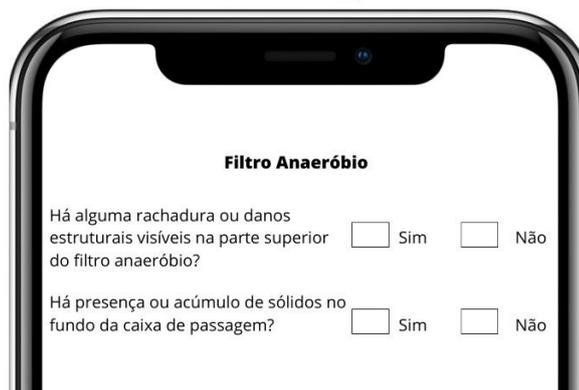 Filtro Anaeróbio
Há alguma rachadura ou danos
estruturais visíveis na parte superior
do filtro anaeróbio?
Sim
Não
Há presença ou acúmulo de sólidos no
fundo da caixa de passagem?
Sim
Não